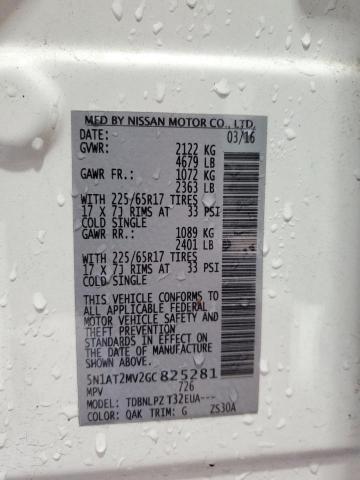 MFD BY NISSAN MOTOR CO., LTD.
DATE: 03/16
GVWR: 2122 KG
4679 LB
GAWR FR: 1072 KG
2363 LB
WITH 225/65R17 TIRES
17 X 7J RIMS AT 33 PSI
COLD SINGLE
GAWR RR: 1089 KG
2401 LB
WITH 225/65R17 TIRES
17 X 7J RIMS AT 33 PSI
COLD SINGLE
THIS VEHICLE CONFORMS TO
ALL APPLICABLE FEDERAL
MOTOR VEHICLE SAFETY AND
THEFT PREVENTION
STANDARDS IN EFFECT ON
THE DATE OF MANUFACTURE
SHOWN ABOVE.
5N1AT2MV2GC825281
MPV 726
MODEL: TDBNLPZ T32EUA---
COLOR: QAK TRIM: G ZS30A